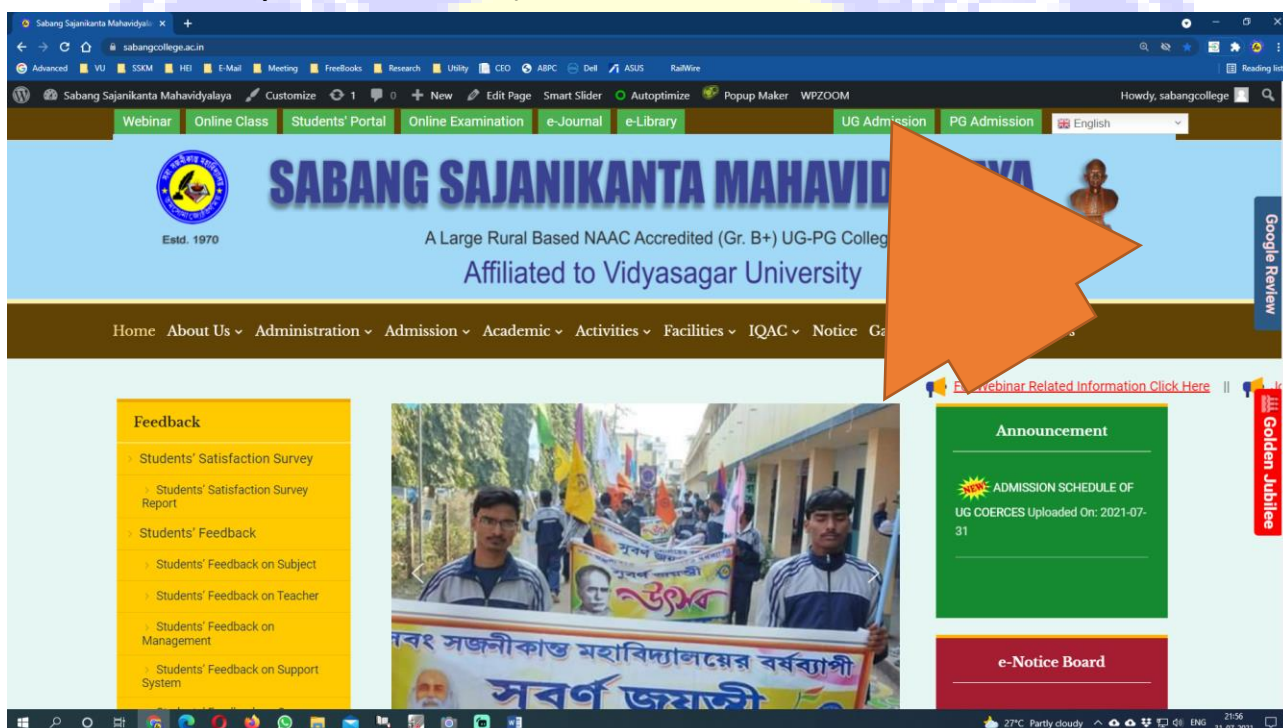 Sabang Sajanikanta Mahavidyala
sabangcollege.ac.in
Advanced VU SSKM HEI E-Mail Meeting FreeBooks Research Utility CEO ABPC Dell ASUS RailWire Reading list
Sabang Sajanikanta Mahavidyalaya Customize 1 0 New Edit Page Smart Slider Autoptimize Popup Maker WPZOOM Howdy, sabangcollege
Webinar Online Class Students' Portal Online Examination e-Journal e-Library UG Admission PG Admission English
SABANG SAJANIKANTA
Estd. 1970
A Large Rural Based NAAC Accredited (Gr. B+) UG-PG
Affiliated to Vidyasagar University
Google Review
Home About Us Administration Admission Academic Activities Facilities IQAC Notice
Webinar Related Information Click Here ||
Golden Jubilee
Feedback
Students' Satisfaction Survey
Students' Satisfaction Survey
Report
Students' Feedback
Students' Feedback on Subject
Students' Feedback on Teacher
Students' Feedback on
Management
Students' Feedback on Support
System
সুবর্ণ জয়ন্তী
উৎসব
সবং সজনীকান্ত মহাবিদ্যালয়ের বর্ষব্যাপী
সুবর্ণ জয়ন্তী
Announcement
NEW ADMISSION SCHEDULE OF
UG COERCES Uploaded On: 2021-07-
31
e-Notice Board
27°C Partly cloudy ENG 21:56
31-07-2021